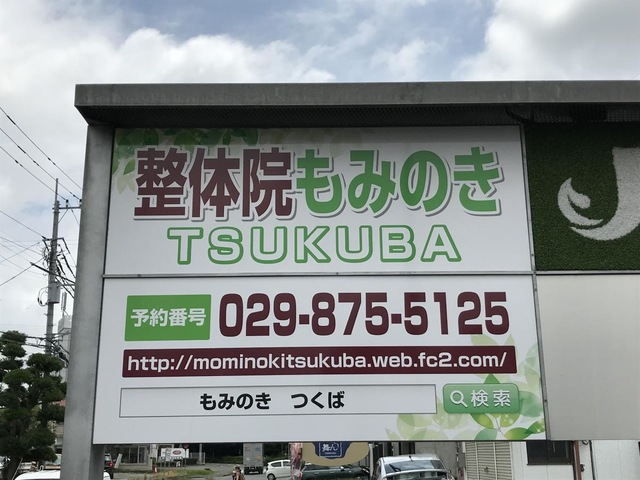 整体院もみのき
TSUKUBA
予約番号 029-875-5125
http://mominokitsukuba.web.fc2.com/
もみのき つくば 検索